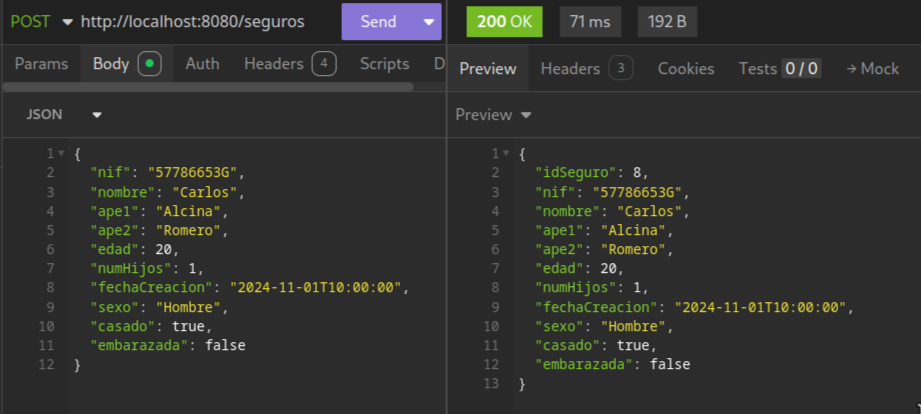 POST http://localhost:8080/seguros Send
Params Body Auth Headers 4 Scripts D
JSON
1 {
2 "nif": "57786653G",
3 "nombre": "Carlos",
4 "ape1": "Alcina",
5 "ape2": "Romero",
6 "edad": 20,
7 "numHijos": 1,
8 "fechaCreacion": "2024-11-01T10:00:00",
9 "sexo": "Hombre",
10 "casado": true,
11 "embarazada": false
12 }
200 OK 71 ms 192 B
Preview Headers 3 Cookies Tests 0 / 0 → Mock
Preview
1 {
2 "idSeguro": 8,
3 "nif": "57786653G",
4 "nombre": "Carlos",
5 "ape1": "Alcina",
6 "ape2": "Romero",
7 "edad": 20,
8 "numHijos": 1,
9 "fechaCreacion": "2024-11-01T10:00:00",
10 "sexo": "Hombre",
11 "casado": true,
12 "embarazada": false
13 }